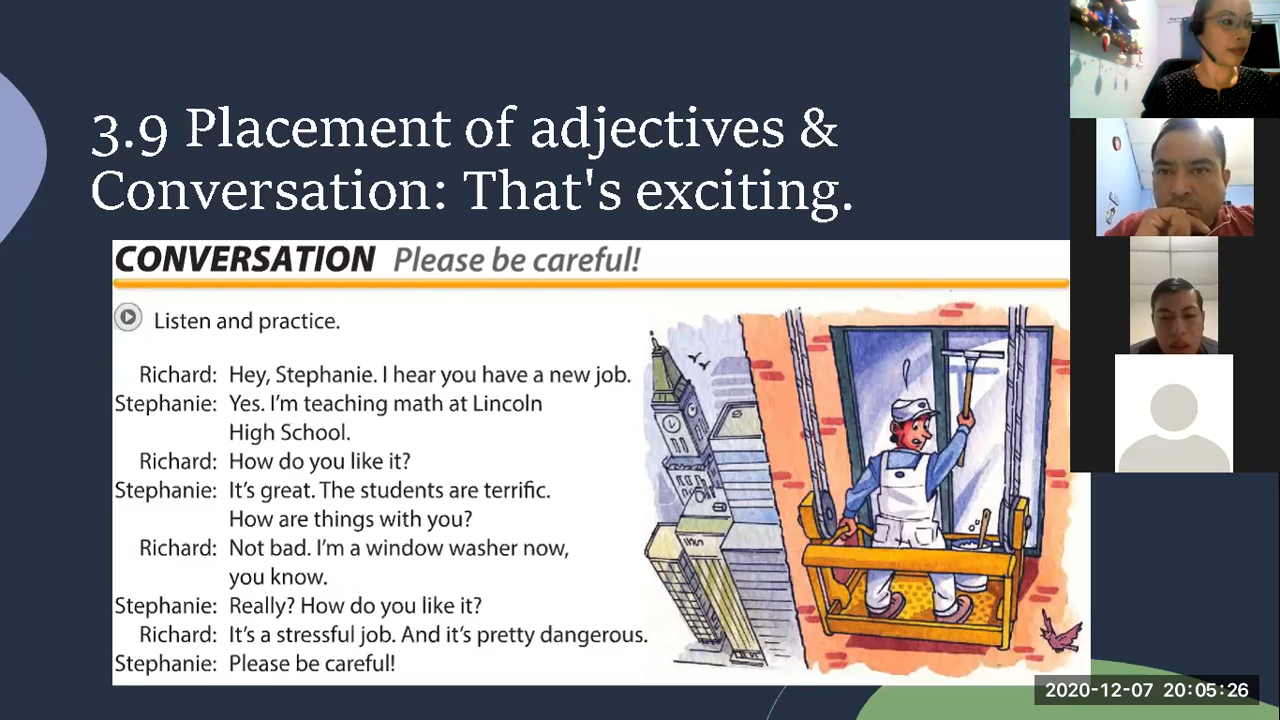 3.9 Placement of adjectives &
Conversation: That's exciting.
CONVERSATION Please be careful!
Listen and practice.
Richard: Hey, Stephanie. I hear you have a new job.
Stephanie: Yes. I'm teaching math at Lincoln
High School.
Richard: How do you like it?
Stephanie: It's great. The students are terrific.
How are things with you?
Richard: Not bad. I'm a window washer now,
you know.
Stephanie: Really? How do you like it?
Richard: It's a stressful job. And it's pretty dangerous.
Stephanie: Please be careful!
2020-12-07 20:05:26